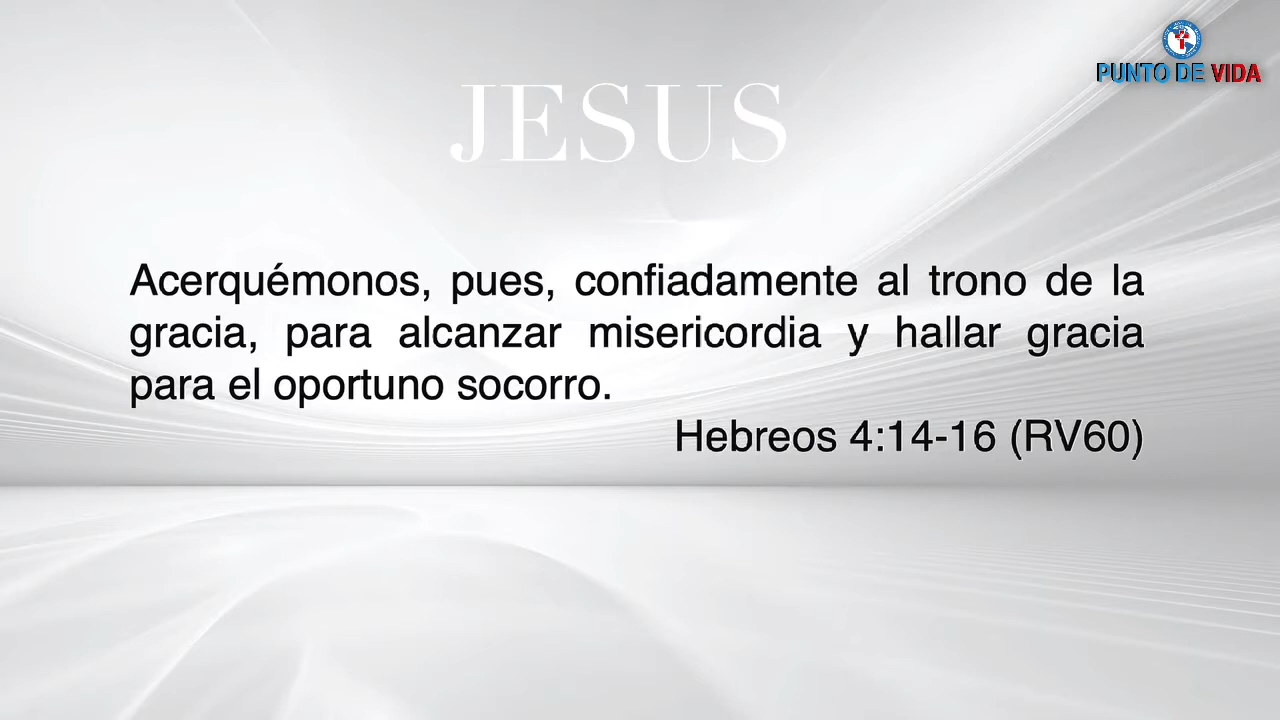 PUNTO DE VIDA
JESUS
Acerquémonos, pues, confiadamente al trono de la
gracia, para alcanzar misericordia y hallar gracia
para el oportuno socorro.
Hebreos 4:14-16 (RV60)